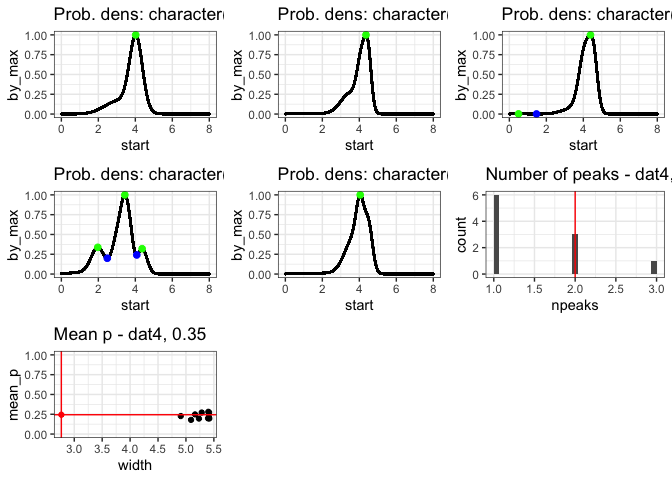 Prob. dens: character(
1.00
0.75
0.50
0.25
0.00
by_max
0 2 4 6 8
start
Prob. dens: character(
1.00
0.75
0.50
0.25
0.00
by_max
0 2 4 6 8
start
Prob. dens: character(
1.00
0.75
0.50
0.25
0.00
by_max
0 2 4 6 8
start
Prob. dens: character(
1.00
0.75
0.50
0.25
0.00
by_max
0 2 4 6 8
start
Prob. dens: character(
1.00
0.75
0.50
0.25
0.00
by_max
0 2 4 6 8
start
Number of peaks - dat4,
6
4
2
0
count
1.0 1.5 2.0 2.5 3.0
npeaks
Mean p - dat4, 0.35
1.00
0.75
0.50
0.25
0.00
mean_p
3.0 3.5 4.0 4.5 5.0 5.5
width